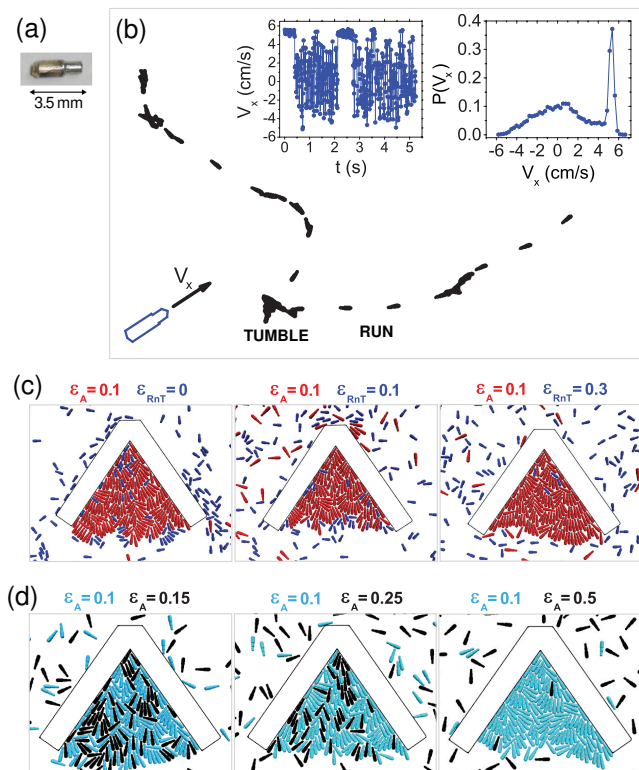 (a)
3.5 mm
(b)
V_x (cm/s)
6
4
2
0
-2
-4
-6
0 1 2 3 4 5
t (s)
P(V_x)
0.4
0.3
0.2
0.1
0.0
-6 -4 -2 0 2 4 6
V_x (cm/s)
V_x
TUMBLE RUN
(c)
ε_A = 0.1 ε_RnT = 0 ε_A = 0.1 ε_RnT = 0.1 ε_A = 0.1 ε_RnT = 0.3
(d)
ε_A = 0.1 ε_A = 0.15 ε_A = 0.1 ε_A = 0.25 ε_A = 0.1 ε_A = 0.5